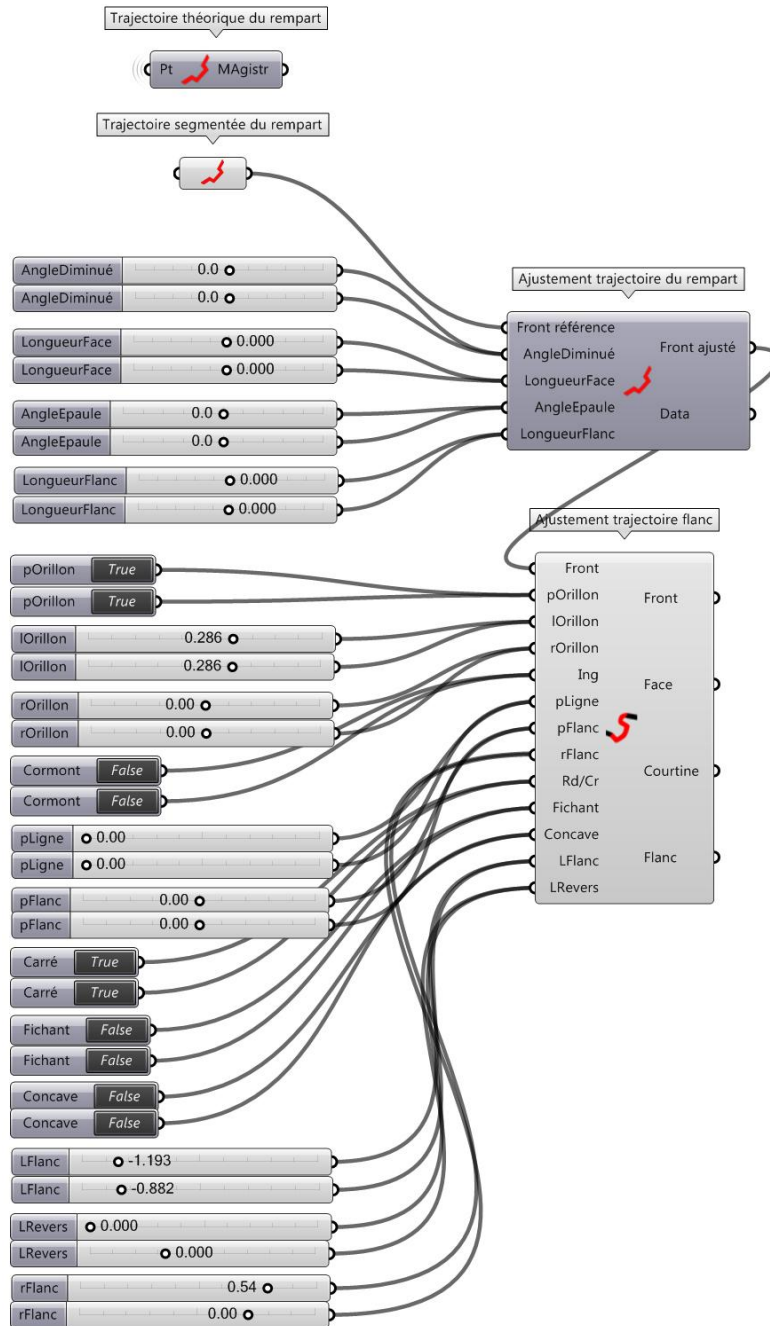 Trajectoire théorique du rempart
Pt MAgistr
Trajectoire segmentée du rempart
AngleDiminué 0.0
AngleDiminué 0.0
LongueurFace 0.000
LongueurFace 0.000
AngleEpaule 0.0
AngleEpaule 0.0
LongueurFlanc 0.000
LongueurFlanc 0.000
Ajustement trajectoire du rempart
Front référence
AngleDiminué
LongueurFace
AngleEpaule
LongueurFlanc
Front ajusté
Data
pOrillon True
pOrillon True
lOrillon 0.286
lOrillon 0.286
rOrillon 0.00
rOrillon 0.00
Cormont False
Cormont False
pLigne 0.00
pLigne 0.00
pFlanc 0.00
pFlanc 0.00
Carré True
Carré True
Fichant False
Fichant False
Concave False
Concave False
LFlanc -1.193
LFlanc -0.882
LRevers 0.000
LRevers 0.000
rFlanc 0.54
rFlanc 0.00
Ajustement trajectoire flanc
Front
pOrillon
lOrillon
rOrillon
Ing
pLigne
pFlanc
rFlanc
Rd/Cr
Fichant
Concave
LFlanc
LRevers
Front
Face
Courtine
Flanc